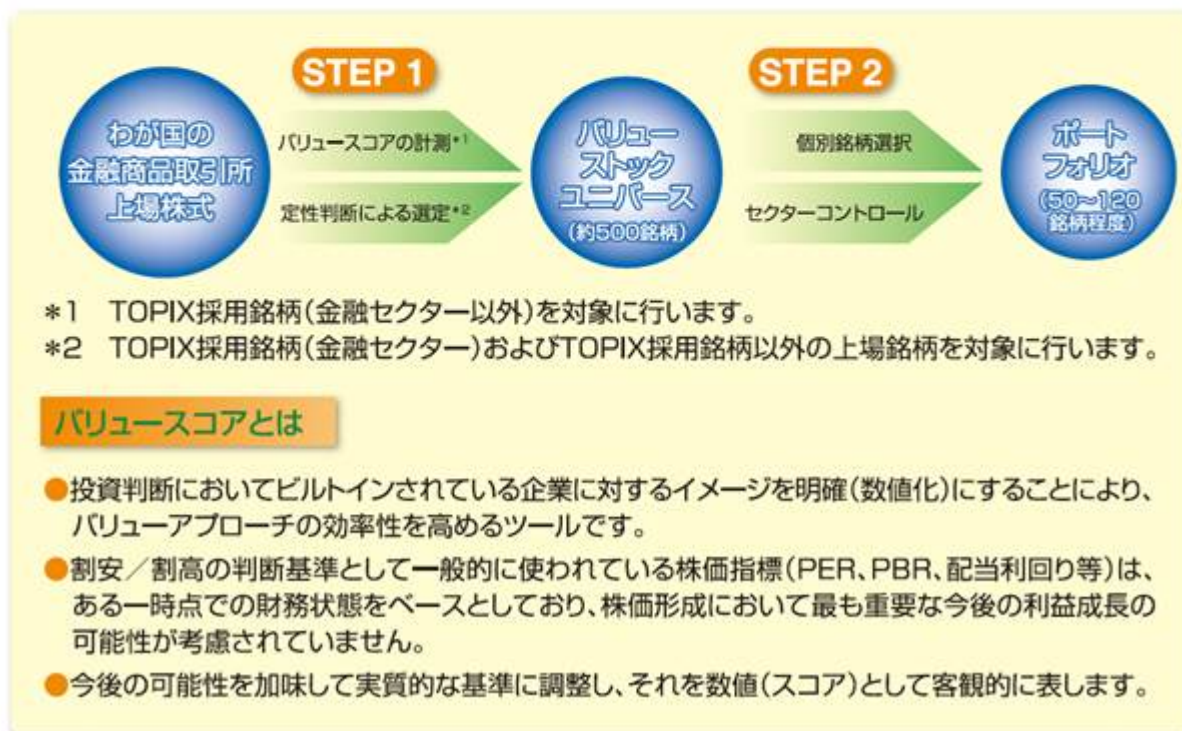 STEP 1
STEP 2
わが国の
金融商品取引所
上場株式
バリュースコアの計測*1
定性判断による選定*2
バリュー
ストック
ユニバース
(約500銘柄)
個別銘柄選択
セクターコントロール
ポート
フォリオ
(50~120
銘柄程度)
*1 TOPIX採用銘柄(金融セクター以外)を対象に行います。
*2 TOPIX採用銘柄(金融セクター)およびTOPIX採用銘柄以外の上場銘柄を対象に行います。
バリュースコアとは
●投資判断においてビルトインされている企業に対するイメージを明確(数値化)にすることにより、
バリューアプローチの効率性を高めるツールです。
●割安/割高の判断基準として一般的に使われている株価指標(PER、PBR、配当利回り等)は、
ある一時点での財務状態をベースとしており、株価形成において最も重要な今後の利益成長の
可能性が考慮されていません。
●今後の可能性を加味して実質的な基準に調整し、それを数値(スコア)として客観的に表します。